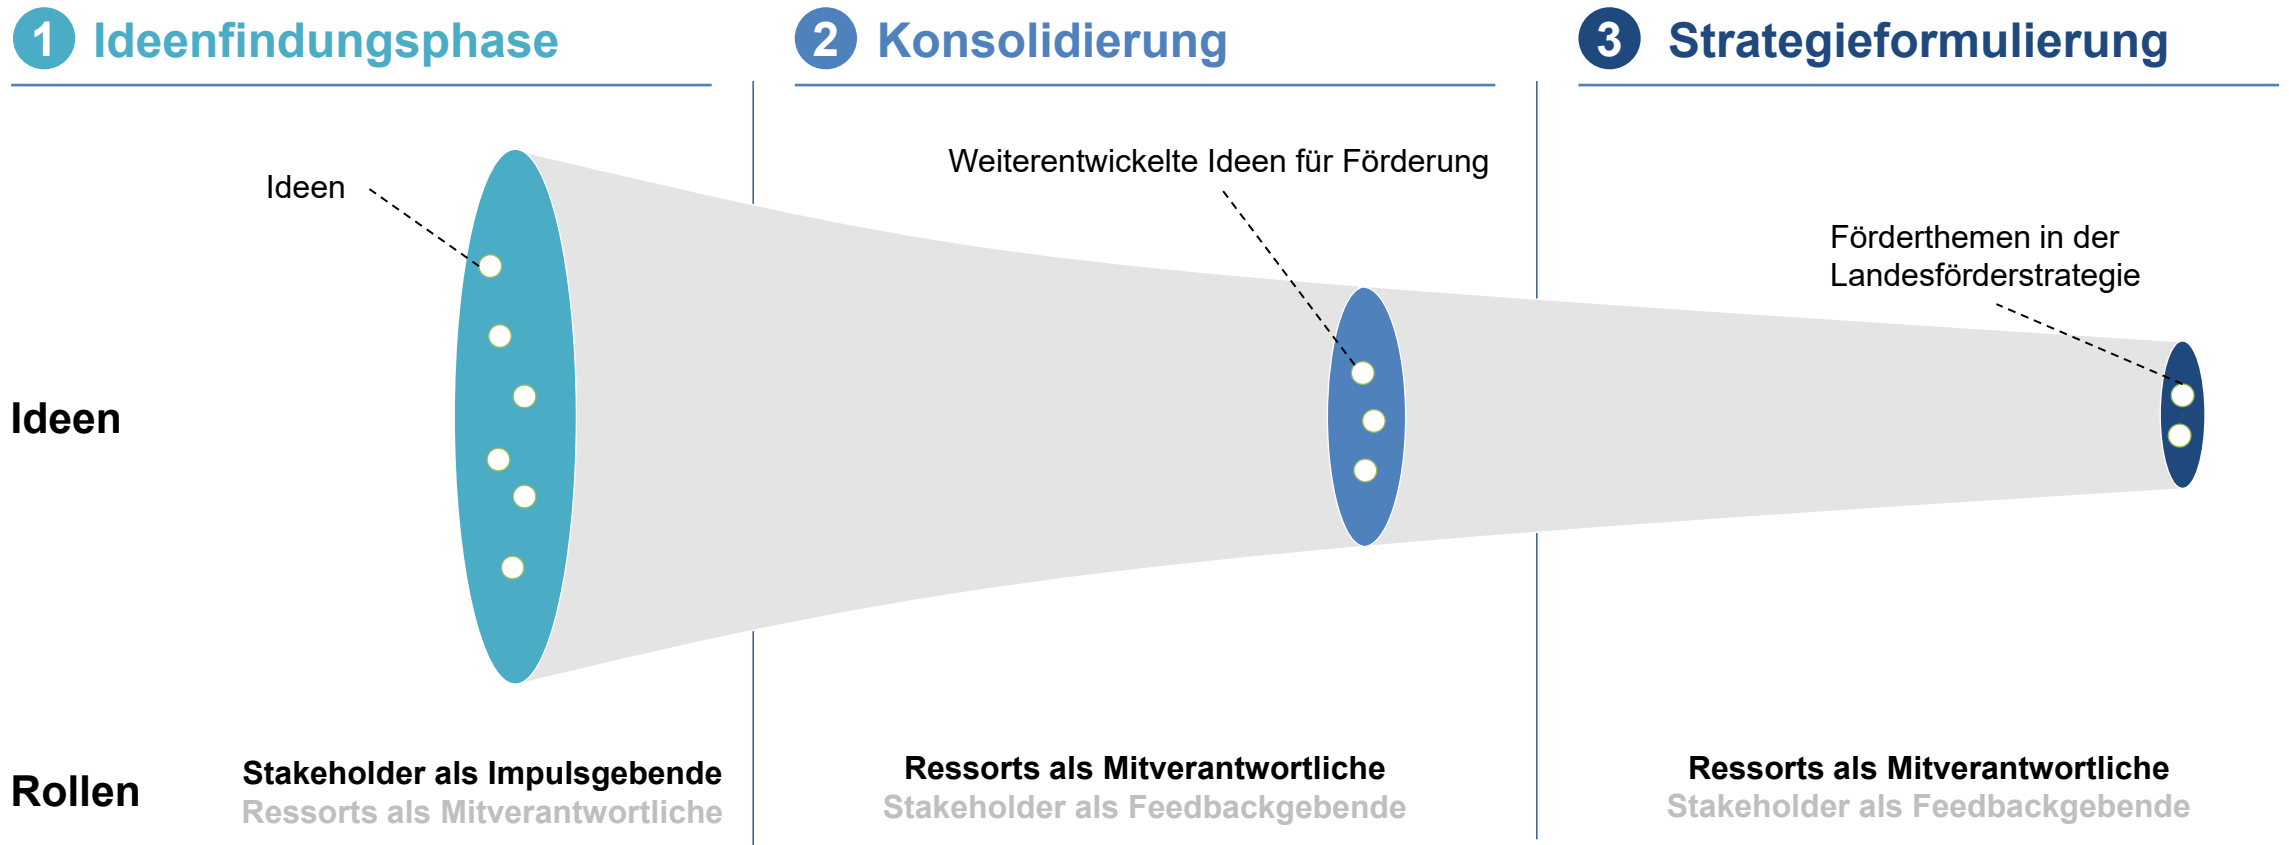 1 Ideenfindungsphase
2 Konsolidierung
3 Strategieformulierung
Ideen
Weiterentwickelte Ideen für Förderung
Förderthemen in der
Landesförderstrategie
Ideen
Rollen
Stakeholder als Impulsgebende
Ressorts als Mitverantwortliche
Ressorts als Mitverantwortliche
Stakeholder als Feedbackgebende
Ressorts als Mitverantwortliche
Stakeholder als Feedbackgebende